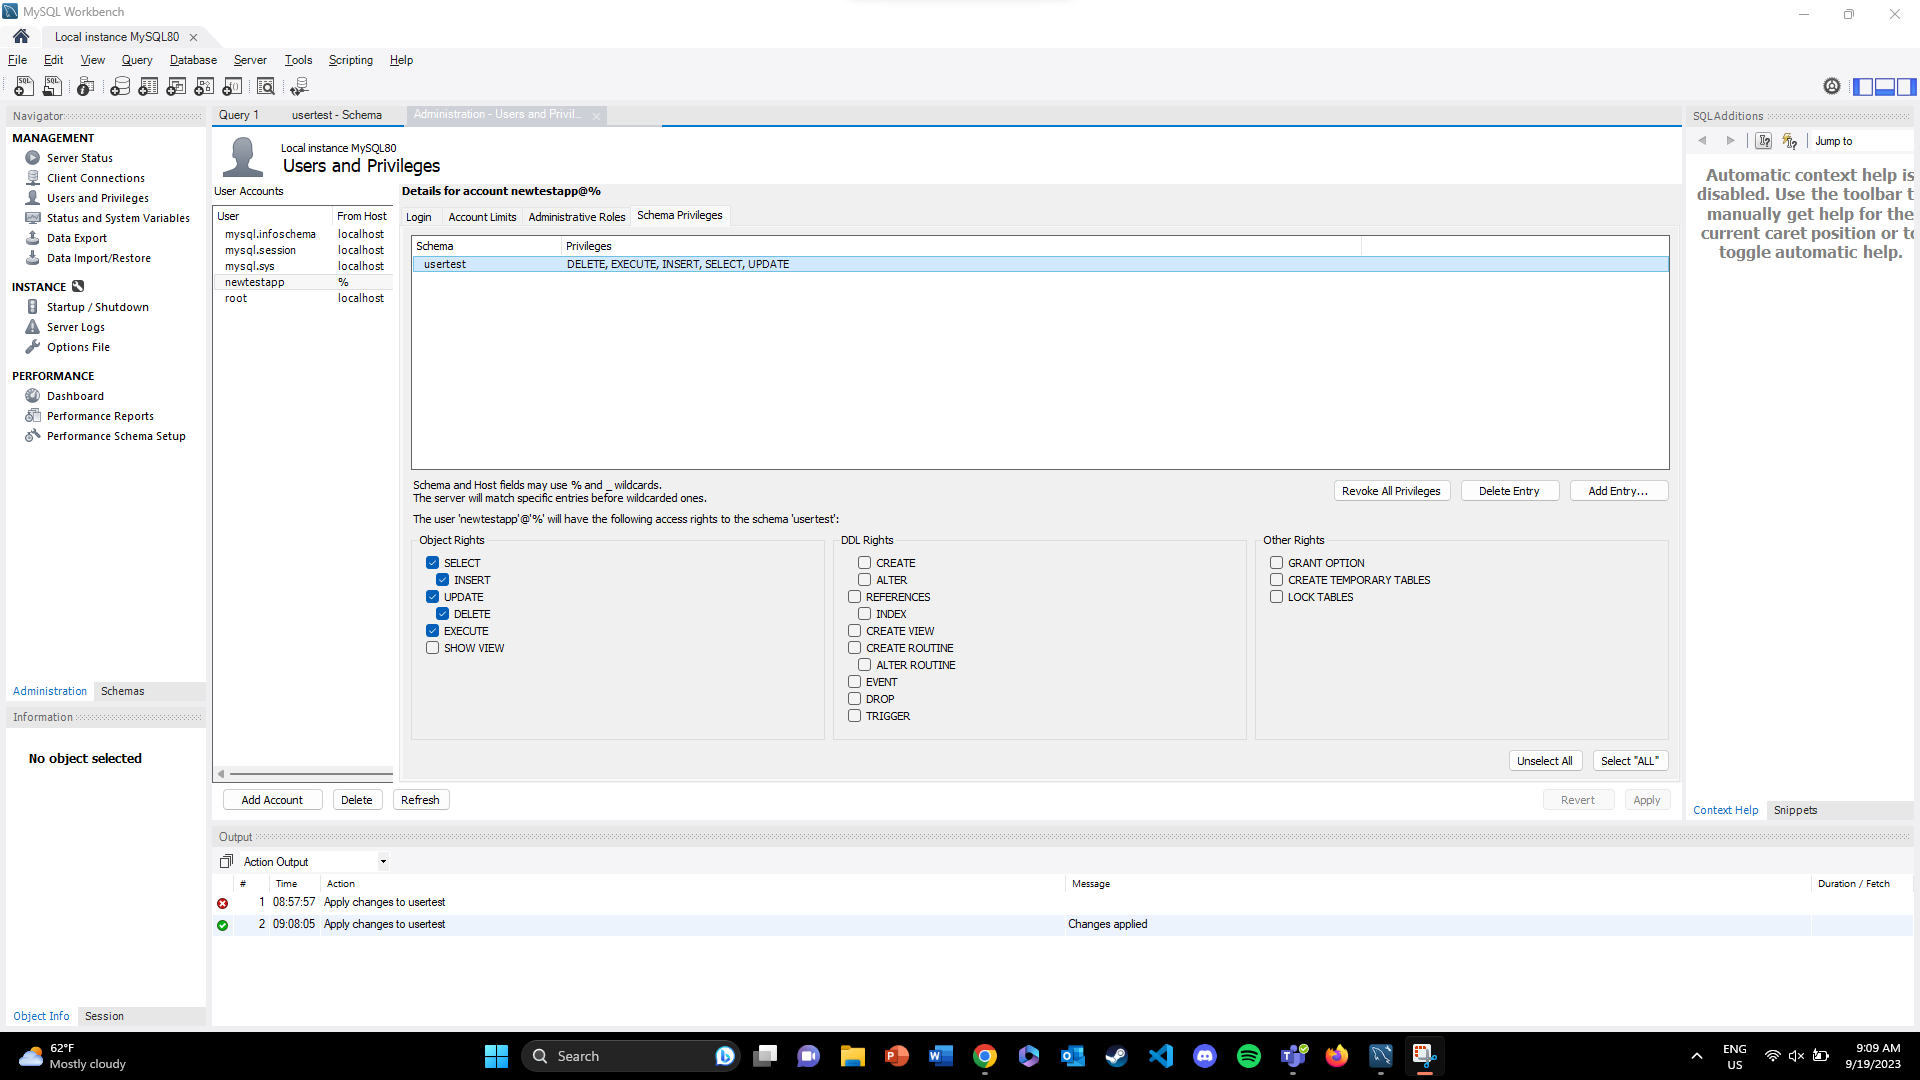 MySQL Workbench
Local instance MySQL80
File Edit View Query Database Server Tools Scripting Help
Navigator
MANAGEMENT
Server Status
Client Connections
Users and Privileges
Status and System Variables
Data Export
Data Import/Restore
INSTANCE
Startup / Shutdown
Server Logs
Options File
PERFORMANCE
Dashboard
Performance Reports
Performance Schema Setup
Administration Schemas
Information
No object selected
Object Info Session
Query 1 usertest - Schema Administration - Users and Privil...
Local instance MySQL80
Users and Privileges
User Accounts
User From Host
mysql.infoschema localhost
mysql.session localhost
mysql.sys localhost
newtestapp %
root localhost
Add Account Delete Refresh
Details for account newtestapp@%
Login Account Limits Administrative Roles Schema Privileges
Schema Privileges
usertest DELETE, EXECUTE, INSERT, SELECT, UPDATE
Schema and Host fields may use % and _ wildcards.
The server will match specific entries before wildcarded ones.
Revoke All Privileges Delete Entry Add Entry...
The user 'newtestapp'@'%' will have the following access rights to the schema 'usertest':
Object Rights
SELECT
INSERT
UPDATE
DELETE
EXECUTE
SHOW VIEW
DDL Rights
CREATE
ALTER
REFERENCES
INDEX
CREATE VIEW
CREATE ROUTINE
ALTER ROUTINE
EVENT
DROP
TRIGGER
Other Rights
GRANT OPTION
CREATE TEMPORARY TABLES
LOCK TABLES
Unselect All Select "ALL"
Revert Apply
SQLAdditions
Jump to
Automatic context help is
disabled. Use the toolbar t
manually get help for the
current caret position or to
toggle automatic help.
Context Help Snippets
Output
Action Output
# Time Action Message Duration / Fetch
1 08:57:57 Apply changes to usertest
2 09:08:05 Apply changes to usertest Changes applied
62°F
Mostly cloudy
Search
ENG
US
9:09 AM
9/19/2023